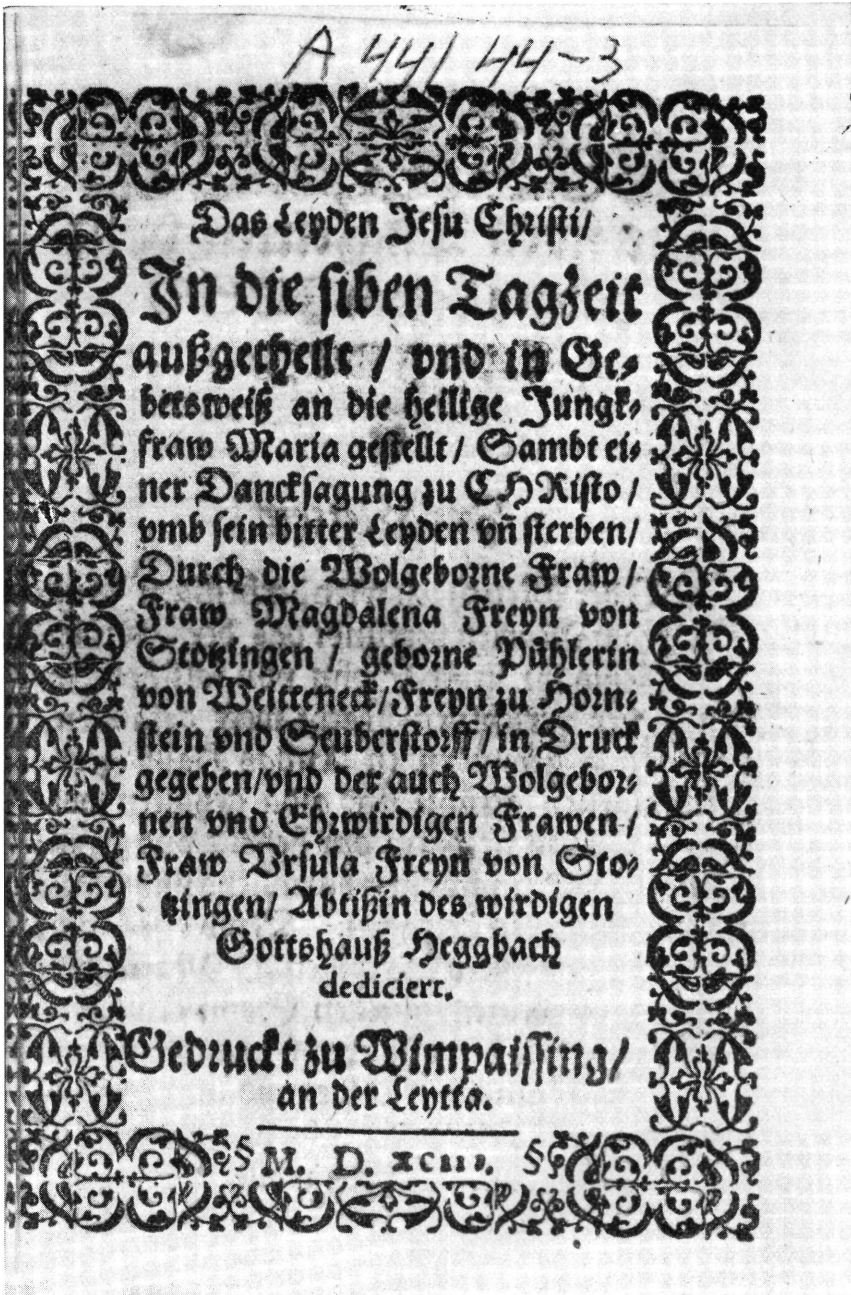 A 44/44-3
Das Leyden Jesu Christi/
In die siben Tagzeit
außgetheilt / vnd in Ge⸗
betsweiß an die heilige Jungk⸗
fraw Maria gestellt / Sambt ei⸗
ner Dancksagung zu CHRisto /
vmb sein bitter Leyden vñ sterben/
Durch die Wolgeborne Fraw /
Fraw Magdalena Freyn von
Stotzingen / geborne Pühlerin
von Weitteneck/Freyn zu Horn⸗
stein vnd Seuberstorff/in Druck
gegeben/vnd der auch Wolgebor⸗
nen vnd Ehrwirdigen Frawen /
Fraw Vrsula Freyn von Sto⸗
tzingen/ Abtißin des wirdigen
Gottshauß Heggbach
dediciert.
Gedruckt zu Wimpaissing/
an der Leytta.
§ M. D. XCIII. §